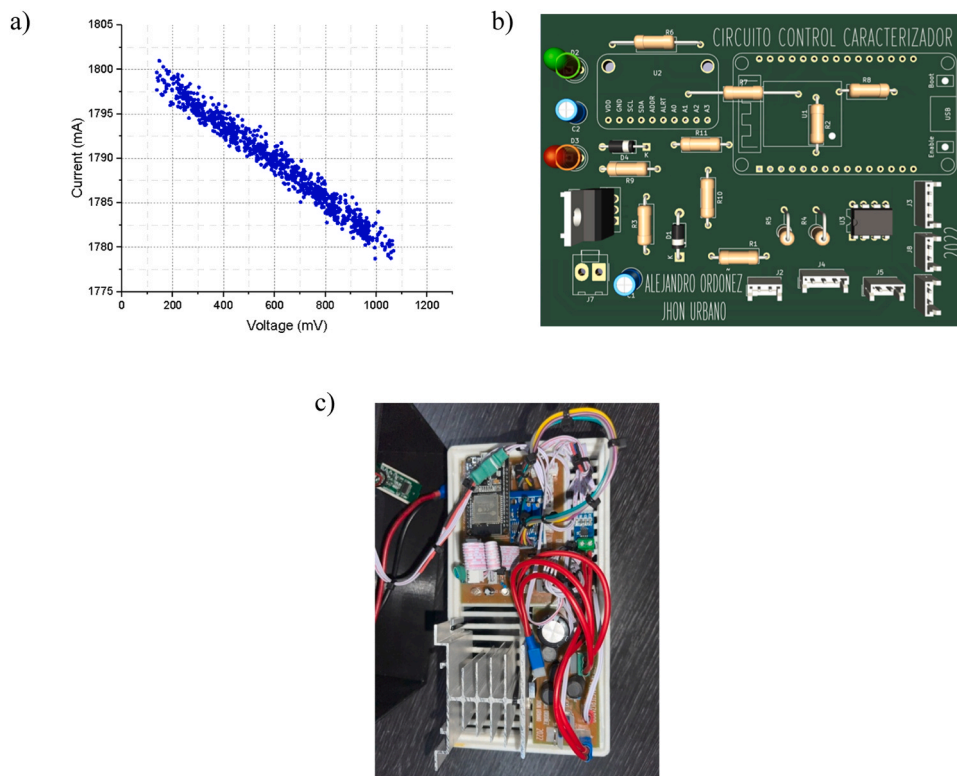 a)
1805
1800
1795
1790
1785
1780
1775
Current (mA)
0
200
400
600
800
1000
1200
Voltage (mV)
b)
CIRCUITO CONTROL CARACTERIZADOR
R6
D2
U2
R7
R8
Boot
USB
Enable
VDD GND SCL SDA ADDR ALRT A0 A1 A2 A3
C2
U1
R2
D3
R11
D4
K
R9
R10
R3
D1
K
R5
R4
U3
J3
J8
2022
R1
J7
C1
ALEJANDRO ORDOÑEZ
JHON URBANO
J2
J4
J5
c)
2022